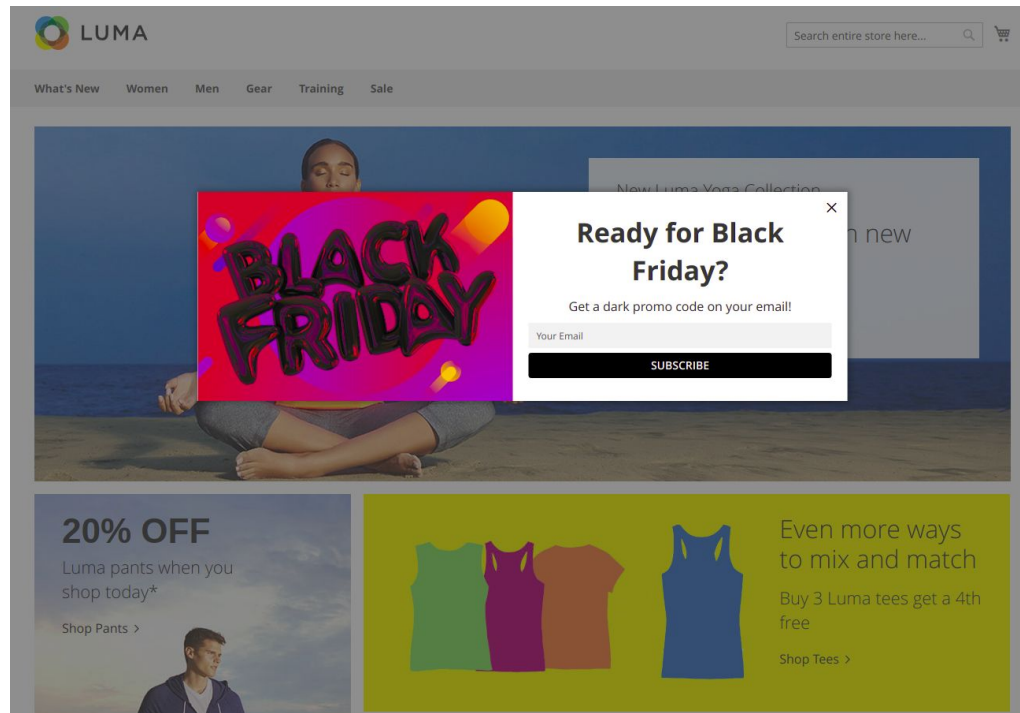 LUMA
Search entire store here...
What's New Women Men Gear Training Sale
New Luma Yoga Collection
new
BLACK
FRIDAY
Ready for Black
Friday?
Get a dark promo code on your email!
Your Email
SUBSCRIBE
20% OFF
Luma pants when you
shop today*
Shop Pants >
Even more ways
to mix and match
Buy 3 Luma tees get a 4th
free
Shop Tees >